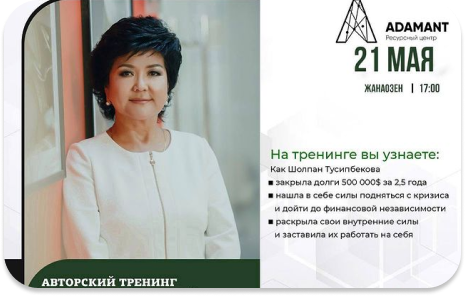 ADAMANT
Ресурсный центр
21 МАЯ
ЖАНАОЗЕН | 17:00
На тренинге вы узнаете:
Как Шолпан Тусипбекова
■ закрыла долги 500 000$ за 2,5 года
■ нашла в себе силы подняться с кризиса
и дойти до финансовой независимости
■ раскрыла свои внутренние силы
и заставила их работать на себя
АВТОРСКИЙ ТРЕНИНГ